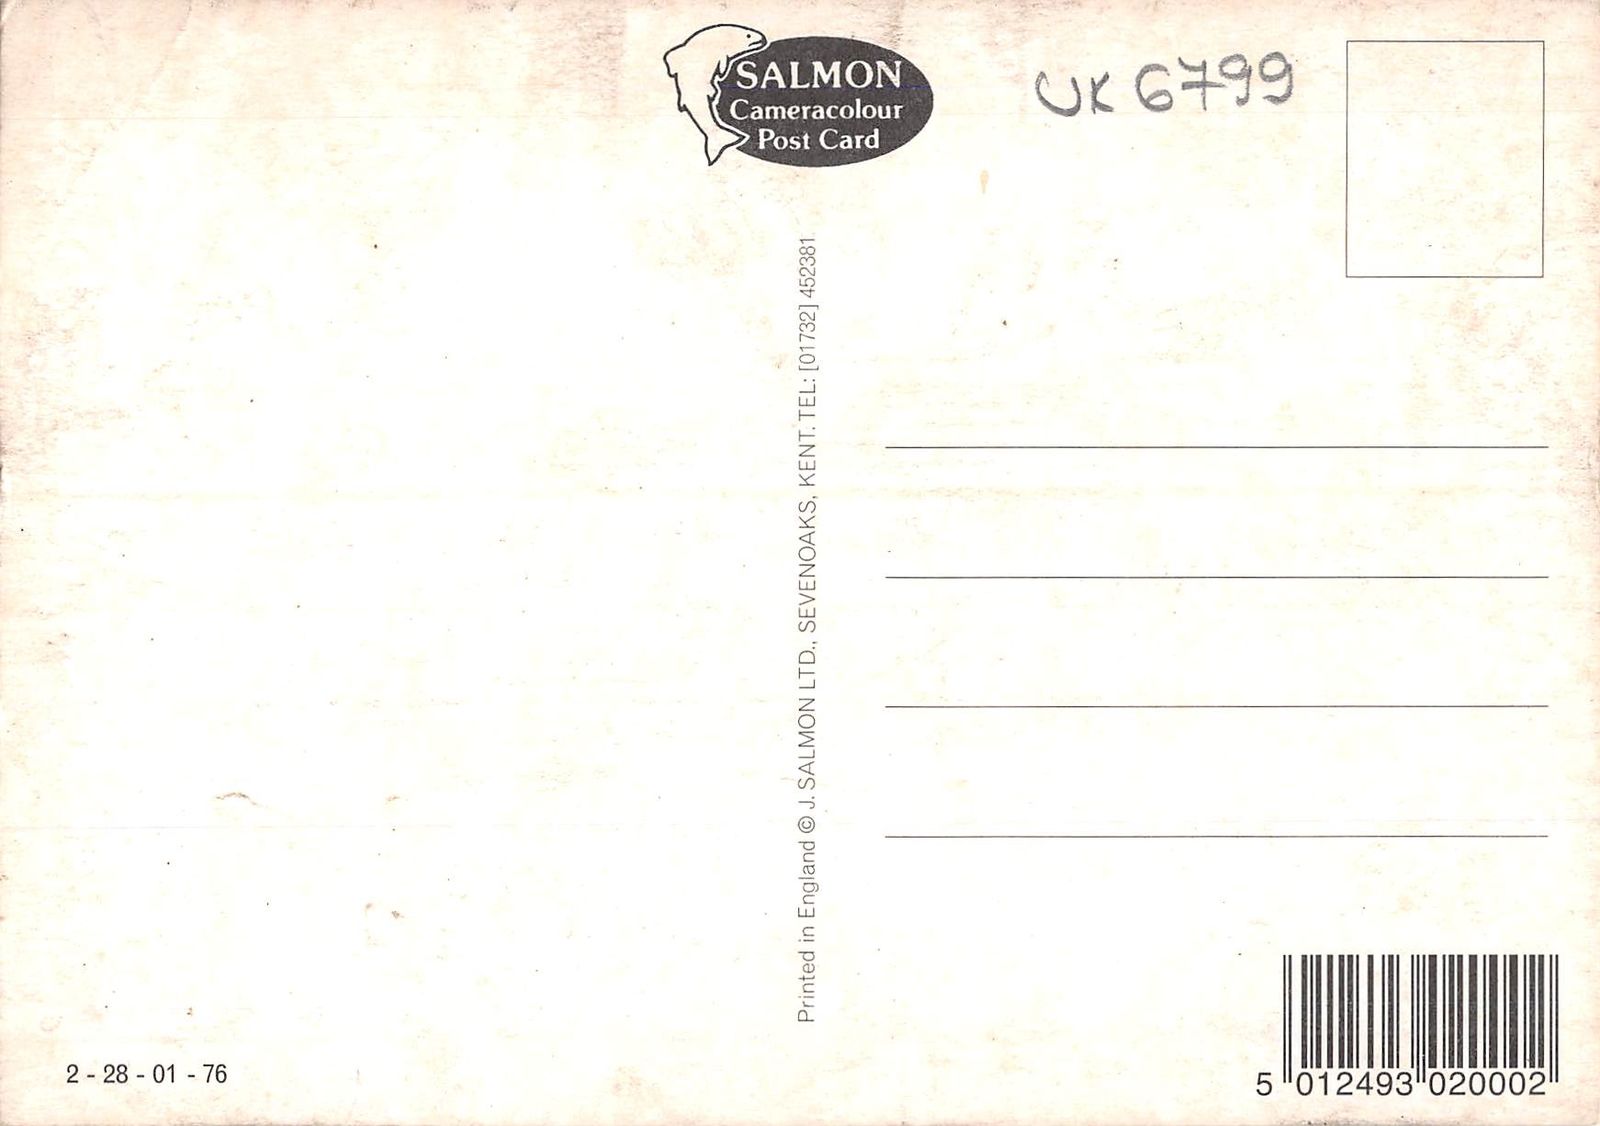 SALMON
Cameracolour
Post Card
UK 6799
Printed in England © J. SALMON LTD., SEVENOAKS, KENT. TEL: [01732] 452381
2 - 28 - 01 - 76
5 012493 020002